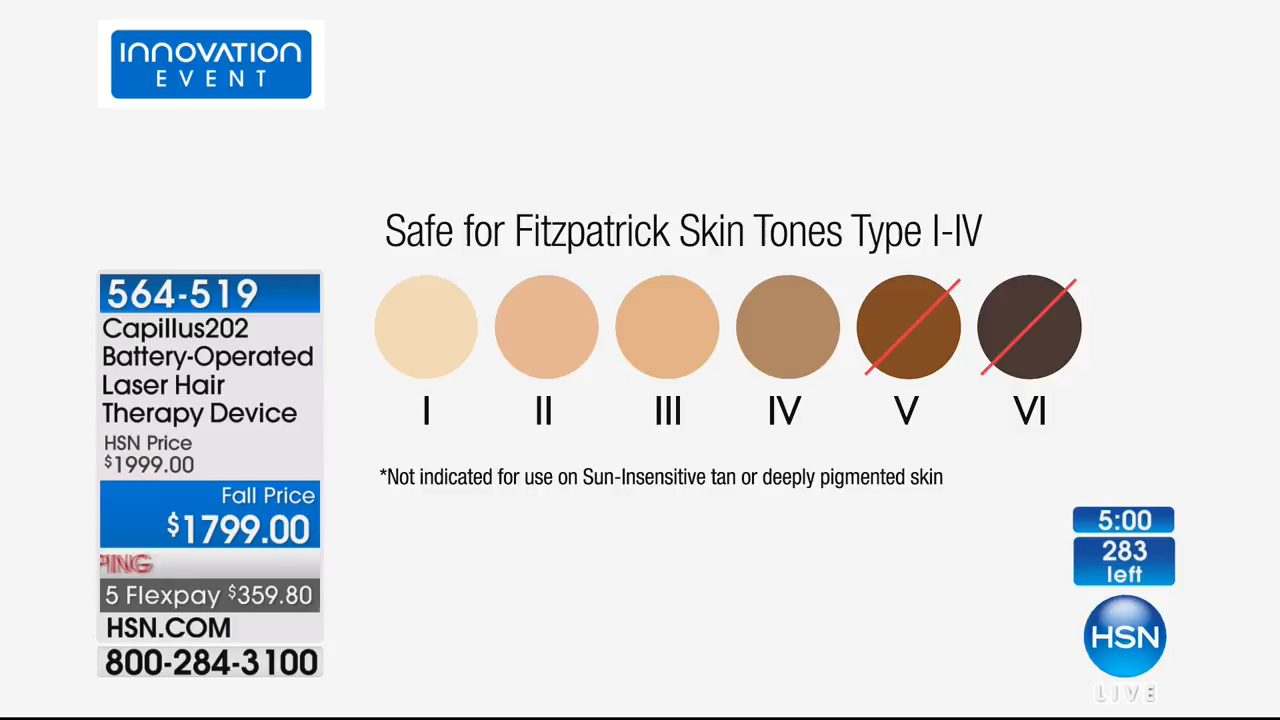 INNOVATION
EVENT
Safe for Fitzpatrick Skin Tones Type I-IV
I II III IV V VI
*Not indicated for use on Sun-Insensitive tan or deeply pigmented skin
564-519
Capillus202
Battery-Operated
Laser Hair
Therapy Device
HSN Price
$1999.00
Fall Price
$1799.00
PING
5 Flexpay $359.80
HSN.COM
800-284-3100
5:00
283
left
HSN
LIVE